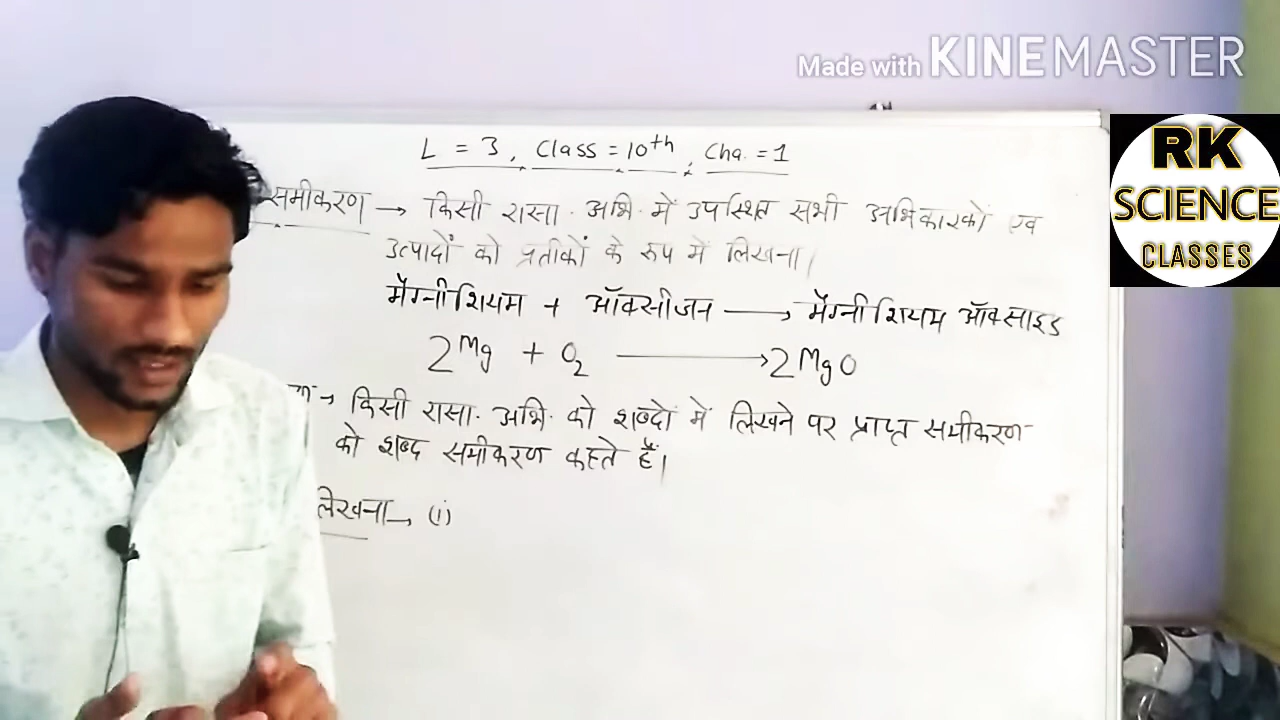 Made with KINEMASTER
RK
SCIENCE
CLASSES
L = 3, Class = 10th, Cha. = 1
समीकरण → किसी रासा. अभि. में उपस्थित सभी अभिकारकों एव
उत्पादों को प्रतीकों के रूप में लिखना।
मैग्नीशियम + ऑक्सीजन ⟶ मैग्नीशियम ऑक्साइड
2Mg + O₂ ⟶ 2MgO
→ किसी रासा. अभि. को शब्दों में लिखने पर प्राप्त समीकरण
को शब्द समीकरण कहते हैं।
लिखना → (i)